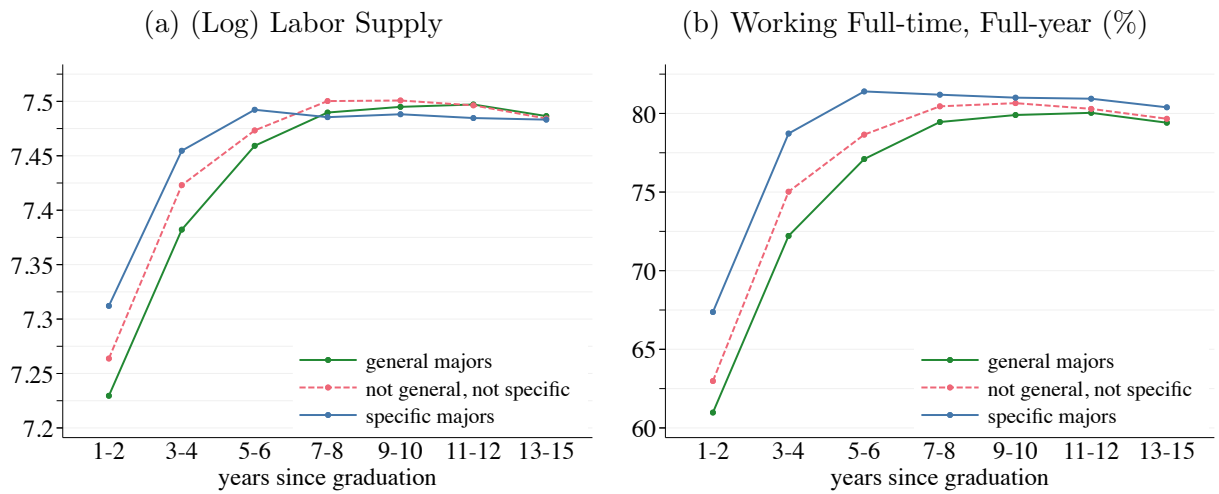 (a) (Log) Labor Supply
7.5
7.45
7.4
7.35
7.3
7.25
7.2
general majors
not general, not specific
specific majors
1-2 3-4 5-6 7-8 9-10 11-12 13-15
years since graduation
(b) Working Full-time, Full-year (%)
80
75
70
65
60
general majors
not general, not specific
specific majors
1-2 3-4 5-6 7-8 9-10 11-12 13-15
years since graduation